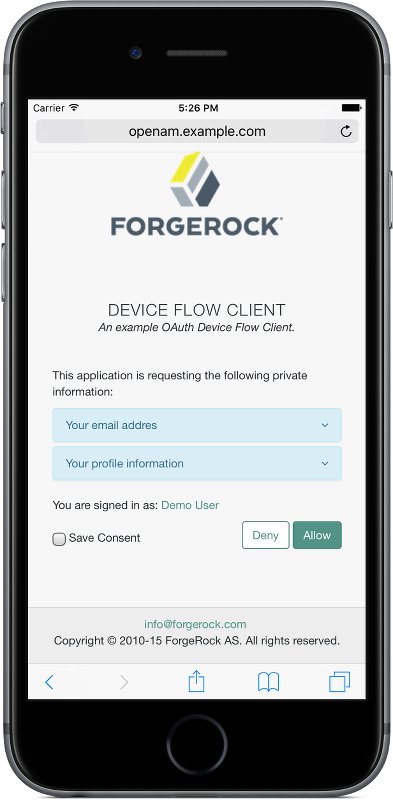 Carrier 5:26 PM
openam.example.com
FORGEROCK®
DEVICE FLOW CLIENT
An example OAuth Device Flow Client.
This application is requesting the following private
information:
Your email addres
Your profile information
You are signed in as: Demo User
Save Consent Deny Allow
info@forgerock.com
Copyright © 2010-15 ForgeRock AS. All rights reserved.